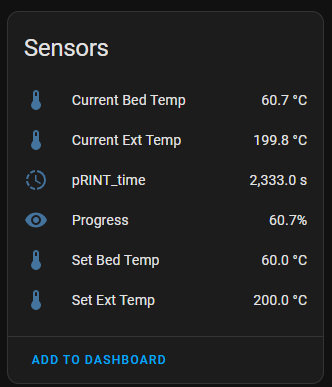 Sensors
Current Bed Temp 60.7 °C
Current Ext Temp 199.8 °C
pRINT_time 2,333.0 s
Progress 60.7%
Set Bed Temp 60.0 °C
Set Ext Temp 200.0 °C
ADD TO DASHBOARD